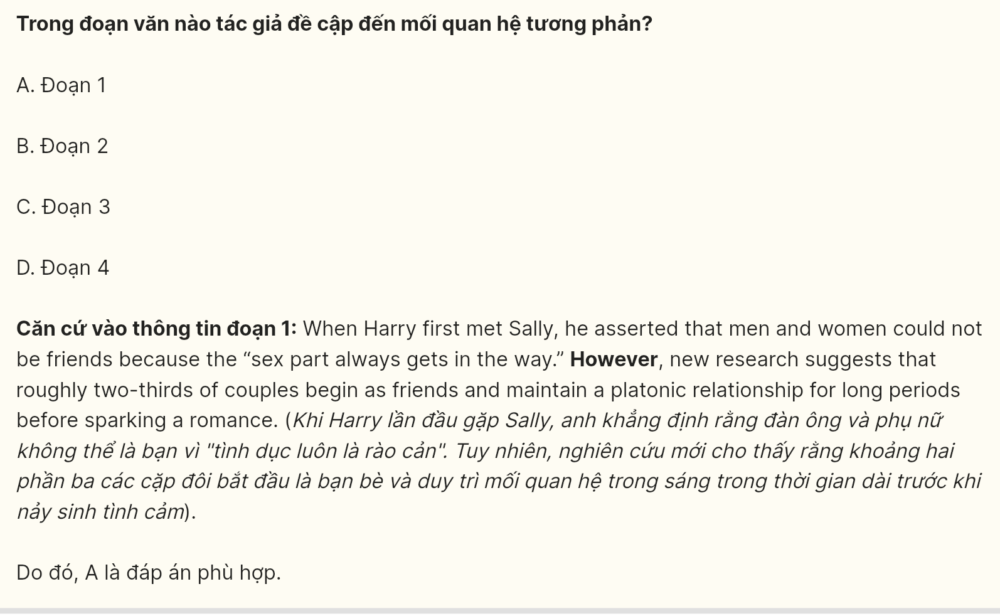 Trong đoạn văn nào tác giả đề cập đến mối quan hệ tương phản?
A. Đoạn 1
B. Đoạn 2
C. Đoạn 3
D. Đoạn 4
Căn cứ vào thông tin đoạn 1: When Harry first met Sally, he asserted that men and women could not
be friends because the “sex part always gets in the way.” However, new research suggests that
roughly two-thirds of couples begin as friends and maintain a platonic relationship for long periods
before sparking a romance. (Khi Harry lần đầu gặp Sally, anh khẳng định rằng đàn ông và phụ nữ
không thể là bạn vì "tình dục luôn là rào cản". Tuy nhiên, nghiên cứu mới cho thấy rằng khoảng hai
phần ba các cặp đôi bắt đầu là bạn bè và duy trì mối quan hệ trong sáng trong thời gian dài trước khi
nảy sinh tình cảm).
Do đó, A là đáp án phù hợp.